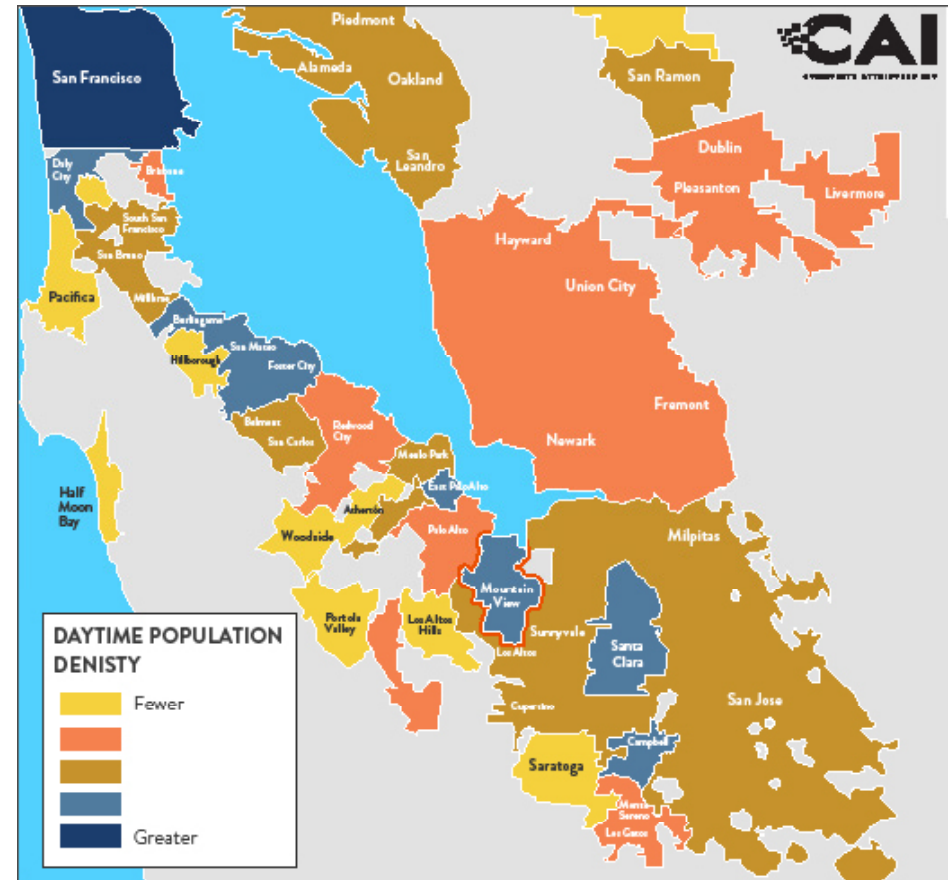 Piedmont
CAI
San Francisco
Alameda
Oakland
San Ramon
San
Leandro
Dublin
Daly
City
Brisbane
Pleasanton
Livermore
South San
Francisco
Hayward
San Bruno
Union City
Pacifica
Millbrae
Burlingame
San Mateo
Hillborough
Foster City
Fremont
Belmont
San Carlos
Redwood
City
Newark
Menlo Park
Half
Moon
Bay
East Palo Alto
Atherton
Woodside
Palo Alto
Milpitas
Mountain
View
Portola
Valley
Los Altos
Hills
Sunnyvale
Los Altos
Santa
Clara
Cupertino
San Jose
Campbell
Saratoga
Monte
Sereno
Los Gatos
DAYTIME POPULATION
DENISTY
Fewer
Greater